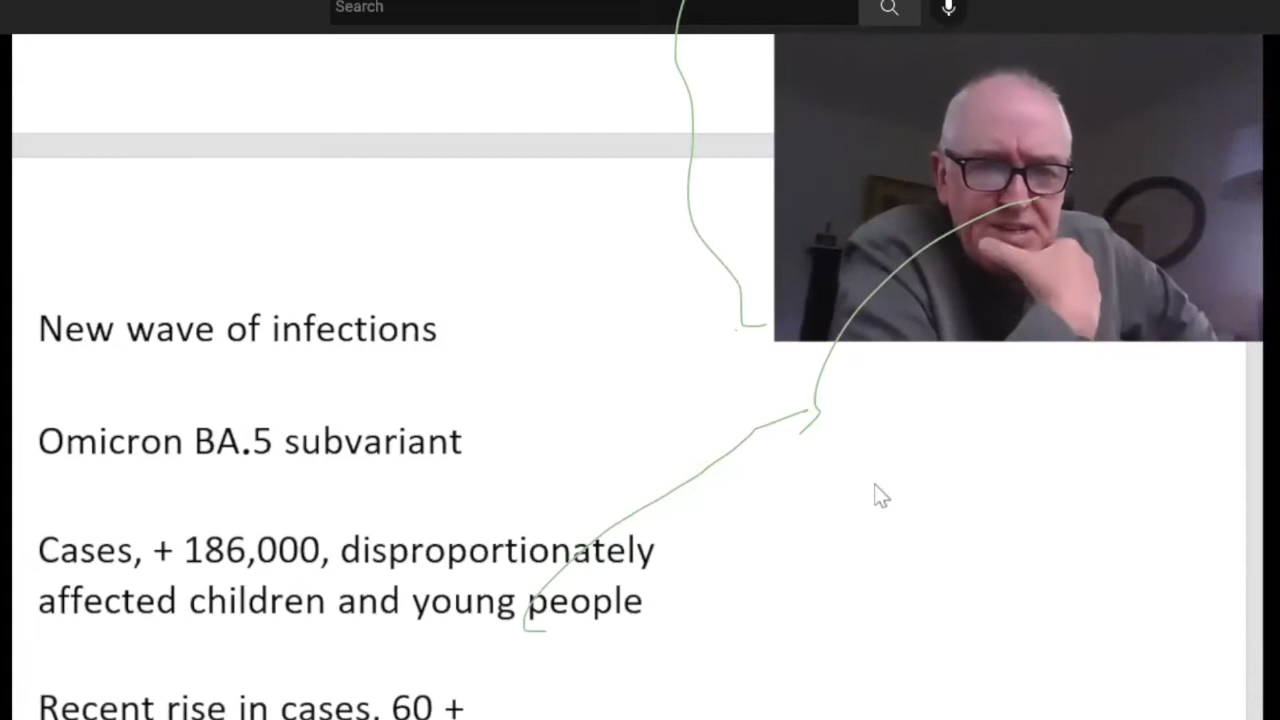 Search
New wave of infections
Omicron BA.5 subvariant
Cases, + 186,000, disproportionately
affected children and young people
Recent rise in cases, 60 +